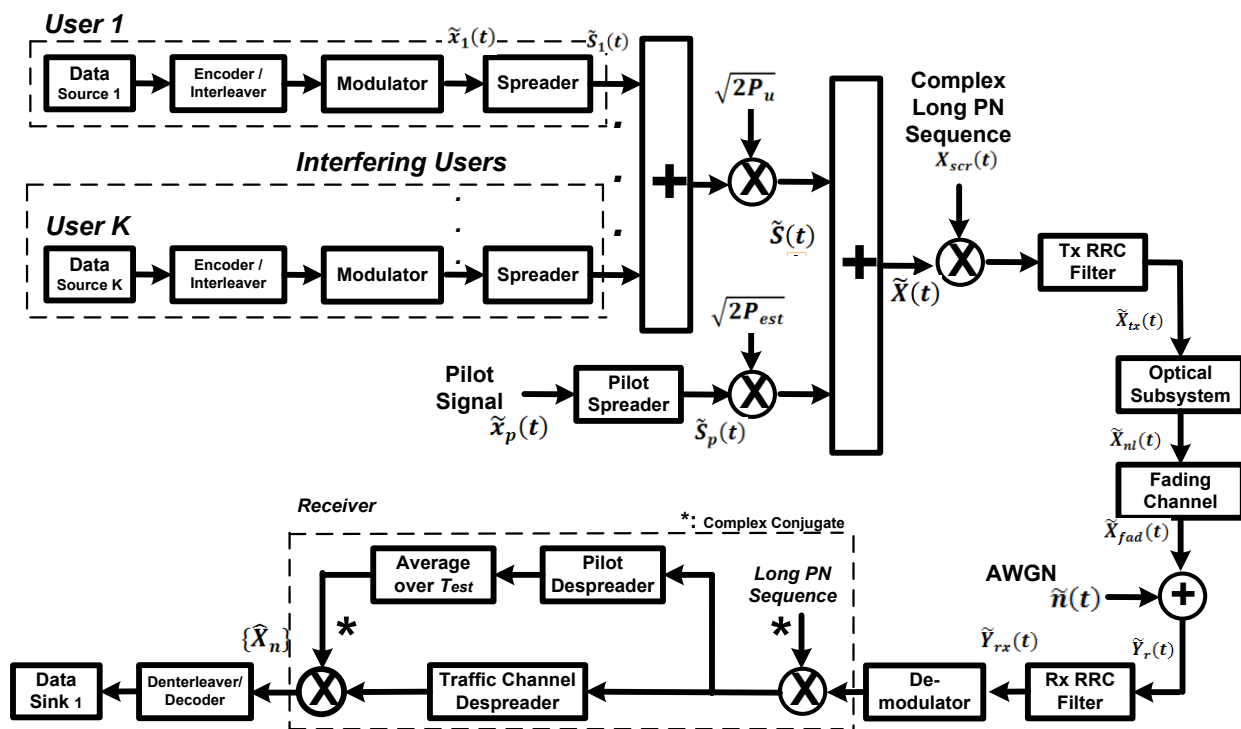 User 1
x̃₁(t)
s̃₁(t)
Data
Source 1
Encoder /
Interleaver
Modulator
Spreader
Interfering Users
User K
Data
Source K
Encoder /
Interleaver
Modulator
Spreader
+
√2Pᵤ
X
S̃(t)
√2P_est
X
Pilot
Signal
x̃_p(t)
Pilot
Spreader
S̃_p(t)
+
X̃(t)
Complex
Long PN
Sequence
X_scr(t)
X
Tx RRC
Filter
X̃_tx(t)
Optical
Subsystem
X̃_nl(t)
Fading
Channel
X̃_fad(t)
AWGN
ñ(t)
+
Ỹ_r(t)
Rx RRC
Filter
Ỹ_rx(t)
De-
modulator
Receiver
*: Complex Conjugate
Long PN
Sequence
*
X
Pilot
Despreader
Average
over Test
*
Traffic Channel
Despreader
X
{X̂ₙ}
Denterleaver/
Decoder
Data
Sink 1